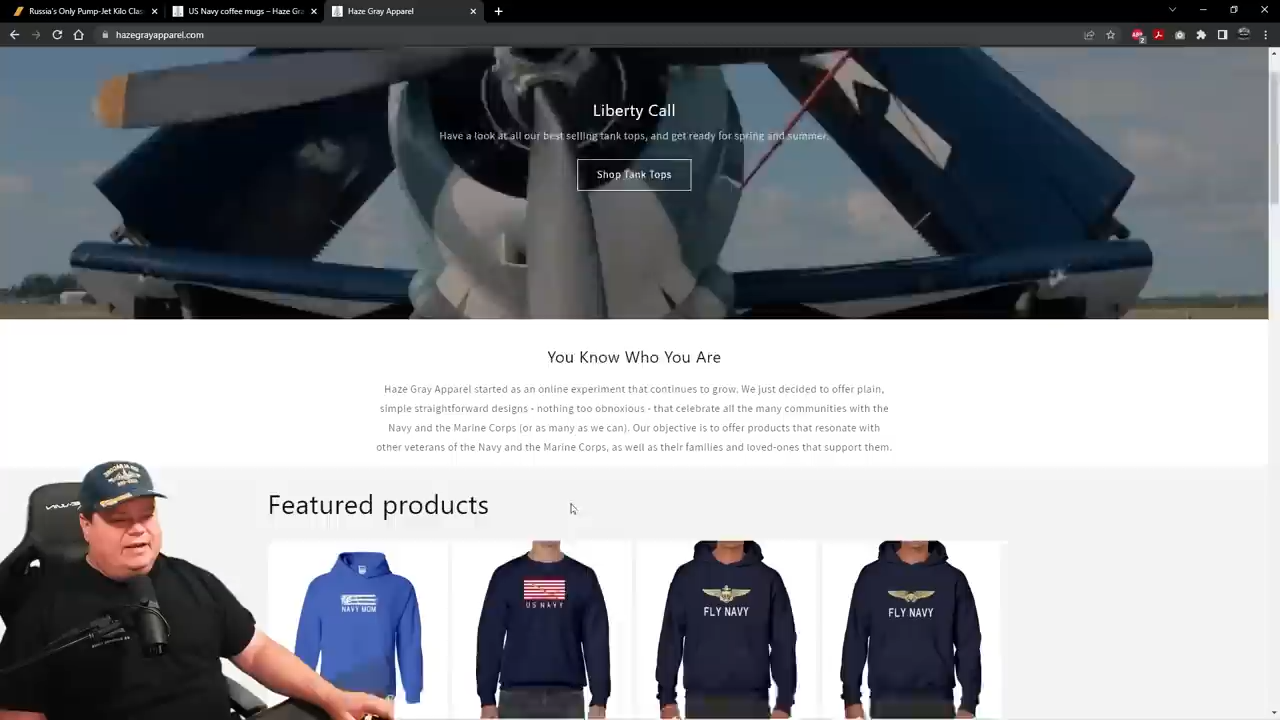 Russia's Only Pump-Jet Kilo Clas
US Navy coffee mugs – Haze Gra
Haze Gray Apparel
hazegrayapparel.com
Liberty Call
Have a look at all our best selling tank tops, and get ready for spring and summer.
Shop Tank Tops
You Know Who You Are
Haze Gray Apparel started as an online experiment that continues to grow. We just decided to offer plain,
simple straightforward designs - nothing too obnoxious - that celebrate all the many communities with the
Navy and the Marine Corps (or as many as we can). Our objective is to offer products that resonate with
other veterans of the Navy and the Marine Corps, as well as their families and loved-ones that support them.
Featured products
NAVY MOM
US NAVY
FLY NAVY
FLY NAVY